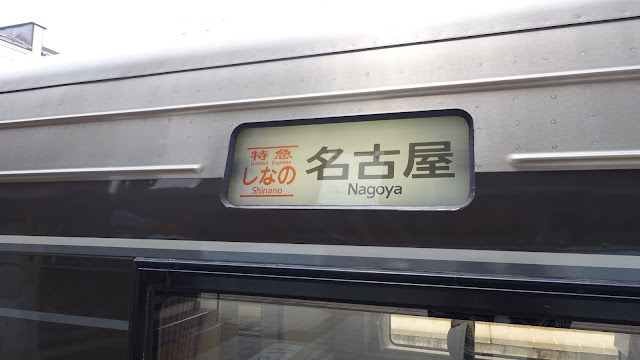 特急
Limited Express
しなの
Shinano
名古屋
Nagoya